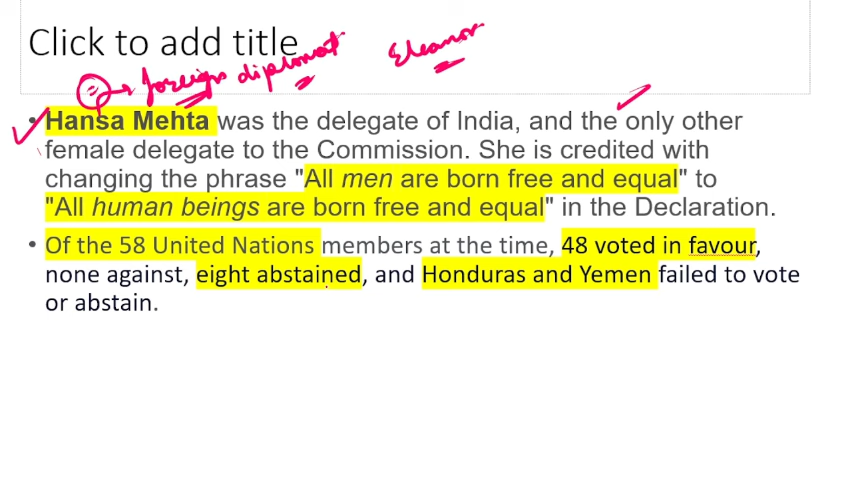 Click to add title
foreign diplomat
Eleanor
• Hansa Mehta was the delegate of India, and the only other
female delegate to the Commission. She is credited with
changing the phrase "All men are born free and equal" to
"All human beings are born free and equal" in the Declaration.
• Of the 58 United Nations members at the time, 48 voted in favour,
none against, eight abstained, and Honduras and Yemen failed to vote
or abstain.